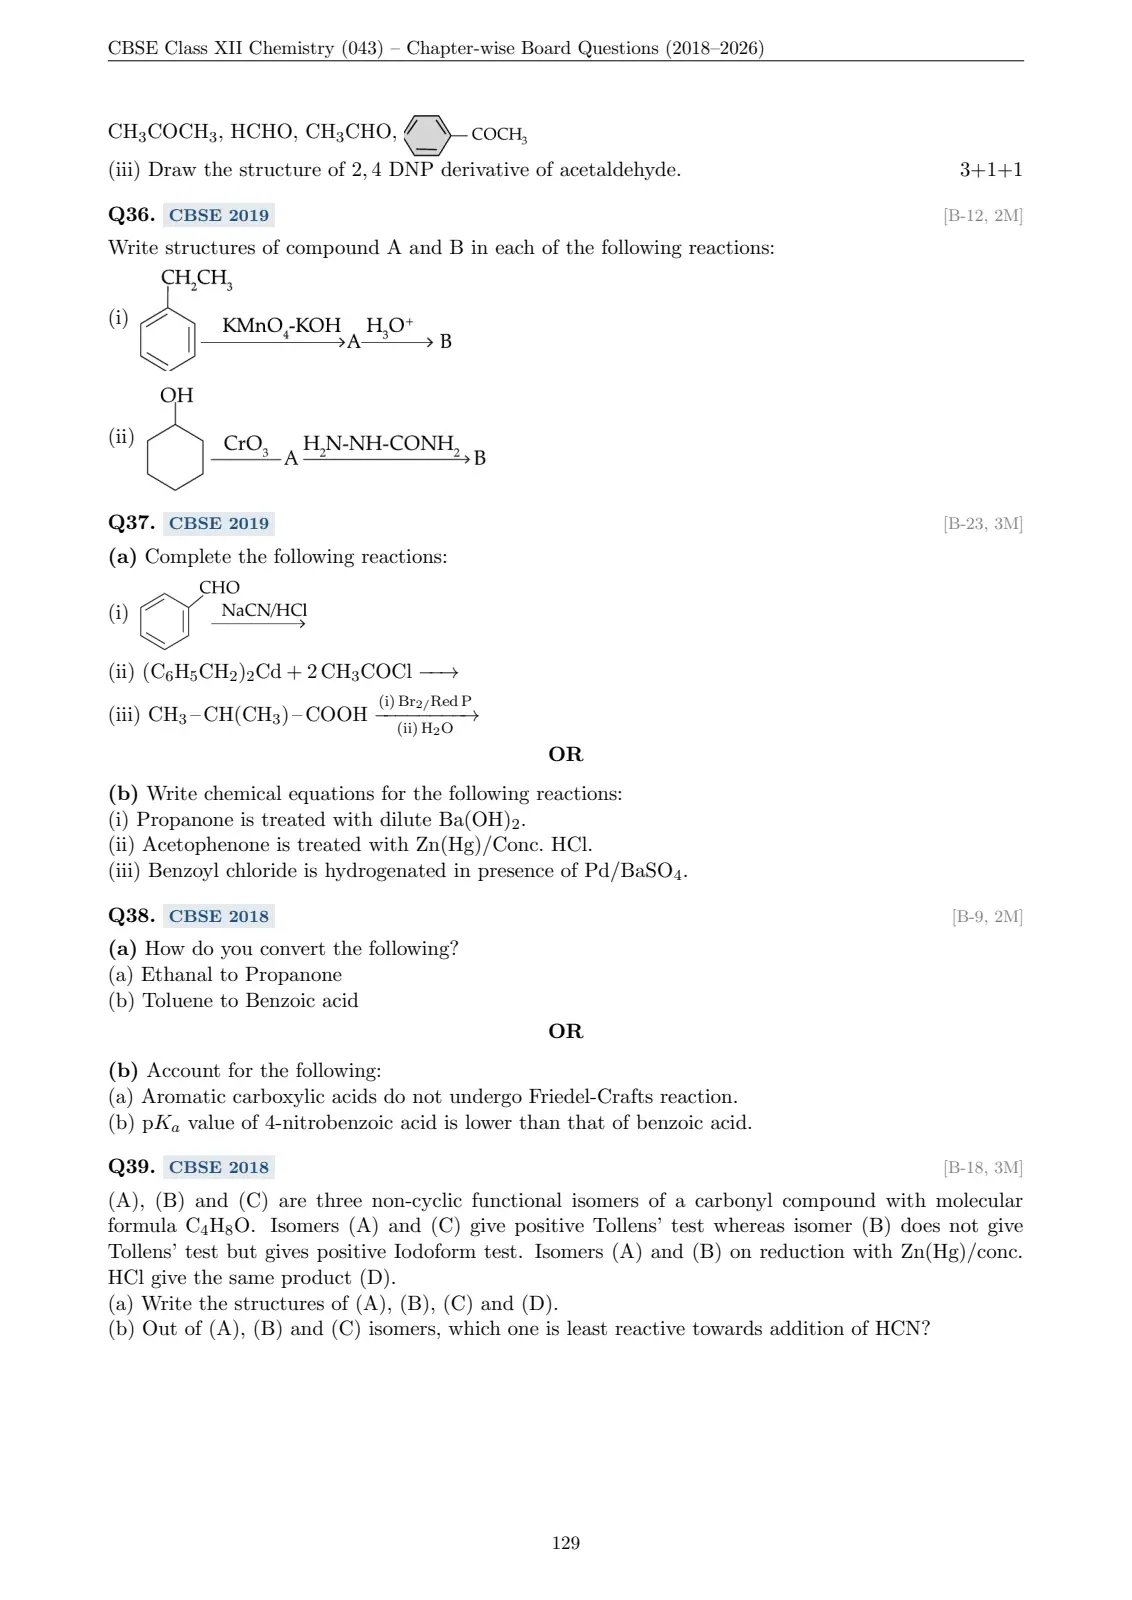 CBSE Class XII Chemistry (043) – Chapter-wise Board Questions (2018–2026)
CH₃COCH₃, HCHO, CH₃CHO, COCH₃
(iii) Draw the structure of 2, 4 DNP derivative of acetaldehyde. 3+1+1
Q36. CBSE 2019 [B-12, 2M]
Write structures of compound A and B in each of the following reactions:
CH₂CH₃
(i) KMnO₄-KOH A H₃O⁺ B
OH
(ii) CrO₃ A H₂N-NH-CONH₂ B
Q37. CBSE 2019 [B-23, 3M]
(a) Complete the following reactions:
CHO
(i) NaCN/HCl
(ii) (C₆H₅CH₂)₂Cd + 2 CH₃COCl ⟶
(iii) CH₃–CH(CH₃)–COOH (i) Br₂/Red P
(ii) H₂O
OR
(b) Write chemical equations for the following reactions:
(i) Propanone is treated with dilute Ba(OH)₂.
(ii) Acetophenone is treated with Zn(Hg)/Conc. HCl.
(iii) Benzoyl chloride is hydrogenated in presence of Pd/BaSO₄.
Q38. CBSE 2018 [B-9, 2M]
(a) How do you convert the following?
(a) Ethanal to Propanone
(b) Toluene to Benzoic acid
OR
(b) Account for the following:
(a) Aromatic carboxylic acids do not undergo Friedel-Crafts reaction.
(b) pKₐ value of 4-nitrobenzoic acid is lower than that of benzoic acid.
Q39. CBSE 2018 [B-18, 3M]
(A), (B) and (C) are three non-cyclic functional isomers of a carbonyl compound with molecular
formula C₄H₈O. Isomers (A) and (C) give positive Tollens' test whereas isomer (B) does not give
Tollens' test but gives positive Iodoform test. Isomers (A) and (B) on reduction with Zn(Hg)/conc.
HCl give the same product (D).
(a) Write the structures of (A), (B), (C) and (D).
(b) Out of (A), (B) and (C) isomers, which one is least reactive towards addition of HCN?
129